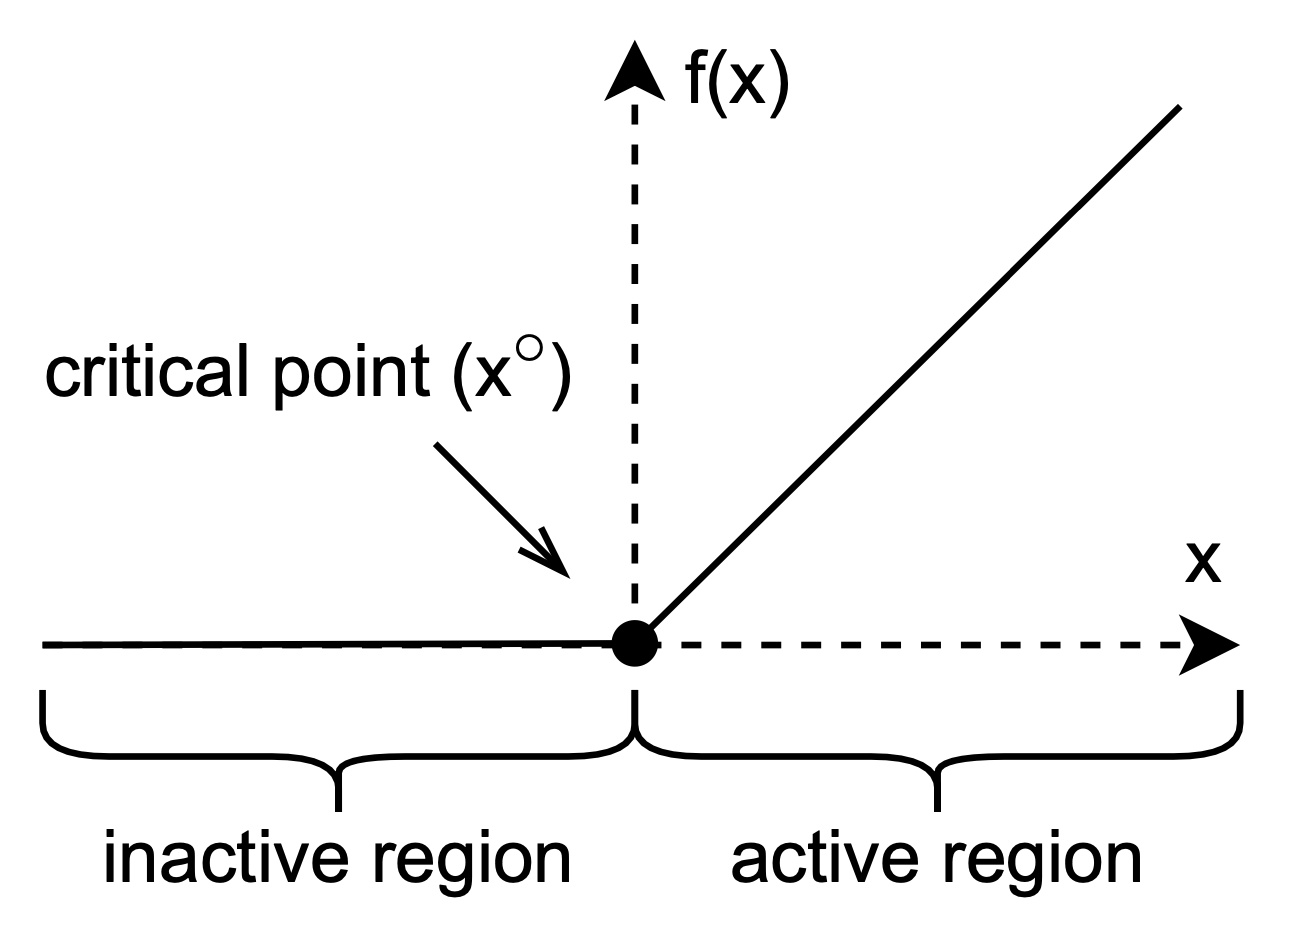 f(x)
critical point (x°)
x
inactive region
active region